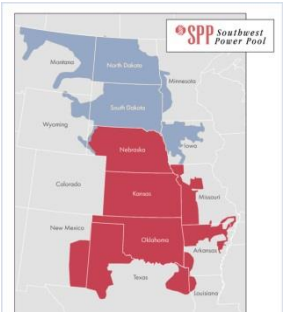 SPP Southwest
Power Pool
Montana
North Dakota
Minnesota
South Dakota
Wyoming
Iowa
Nebraska
Colorado
Kansas
Missouri
New Mexico
Oklahoma
Arkansas
Texas
Louisiana